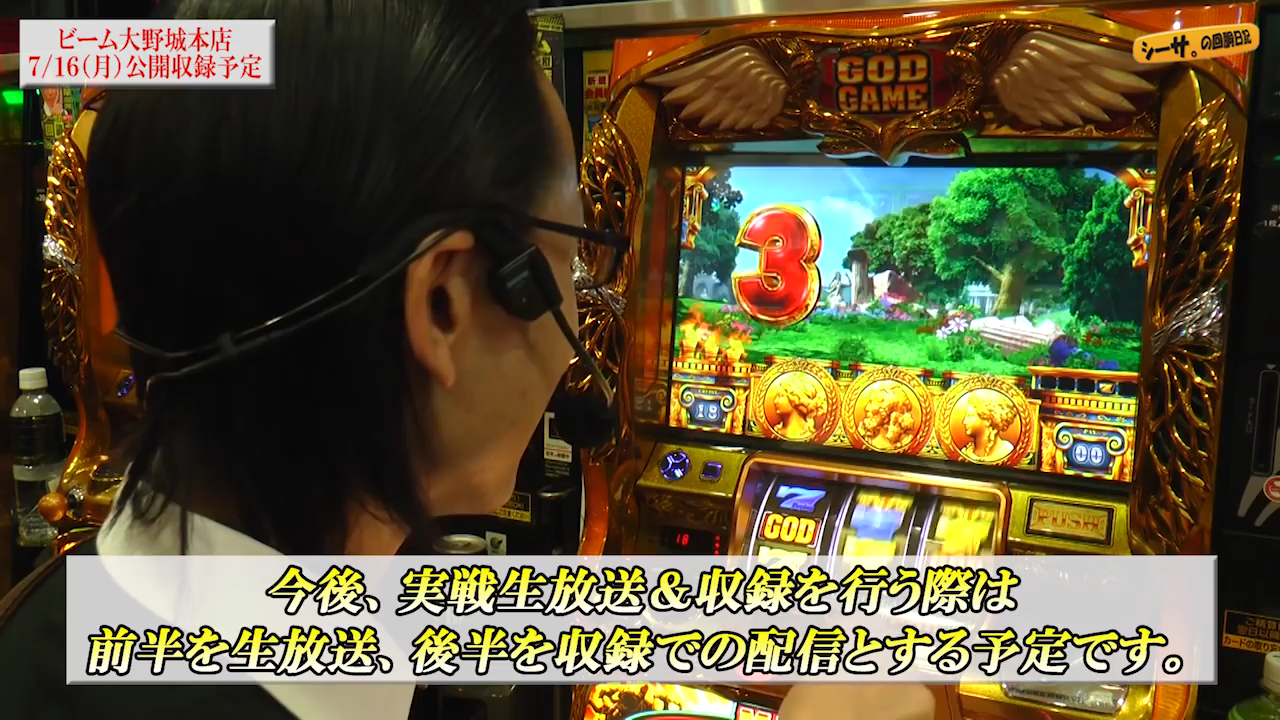 ビーム大野城本店
7/16(月)公開収録予定
シーサ。の回胴日記
GOD
GAME
3
18
00
GOD
PUSH
18
今後、実戦生放送&収録を行う際は
前半を生放送、後半を収録での配信とする予定です。